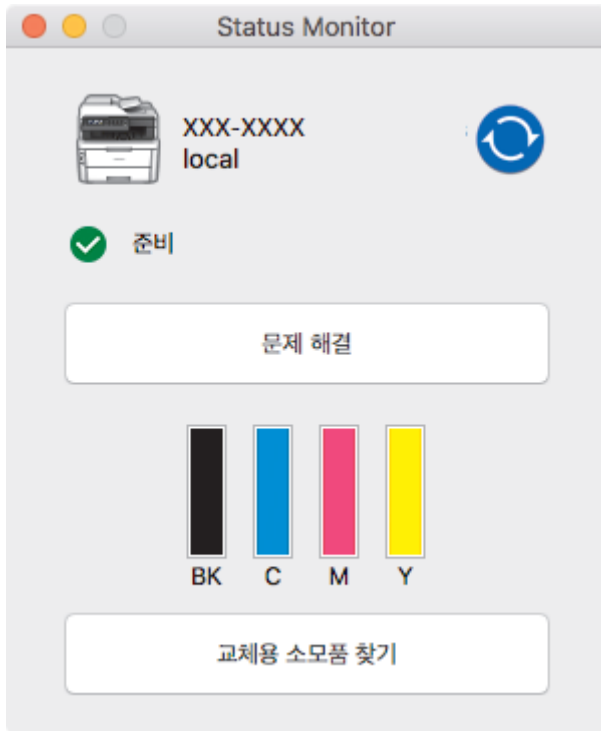 Status Monitor
XXX-XXXX
local
준비
문제 해결
BK C M Y
교체용 소모품 찾기